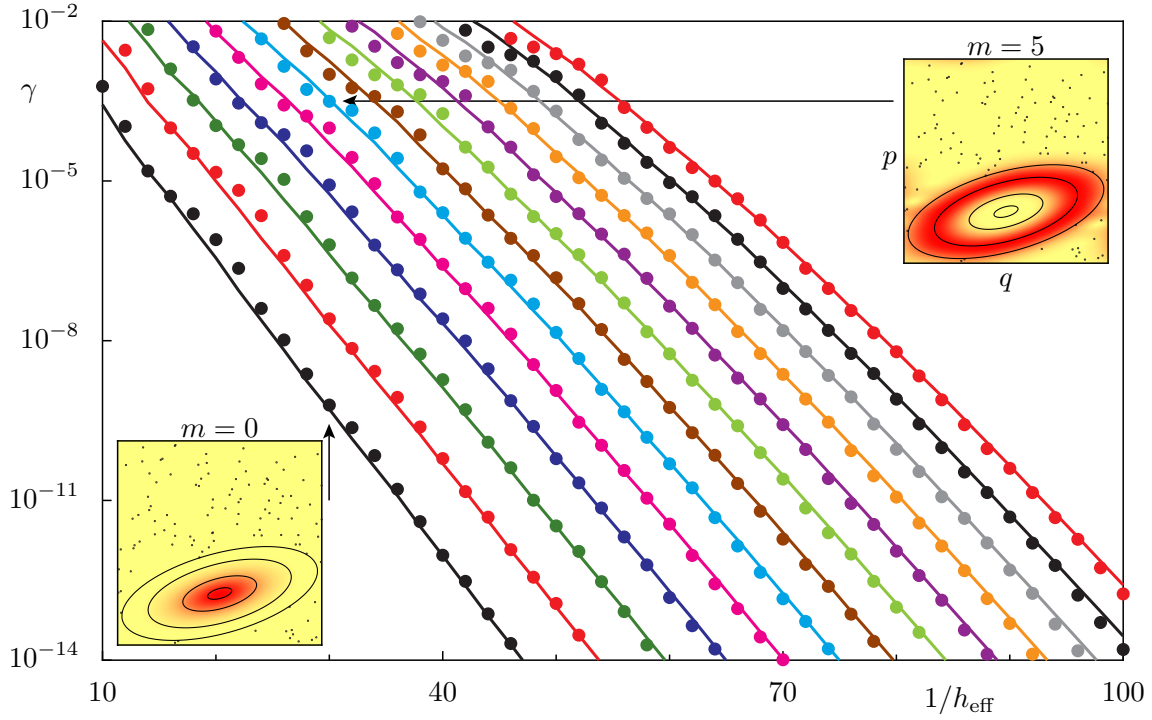 10⁻²
γ
10⁻⁵
10⁻⁸
10⁻¹¹
10⁻¹⁴
m = 5
p
q
m = 0
10
40
70
1/h_eff
100